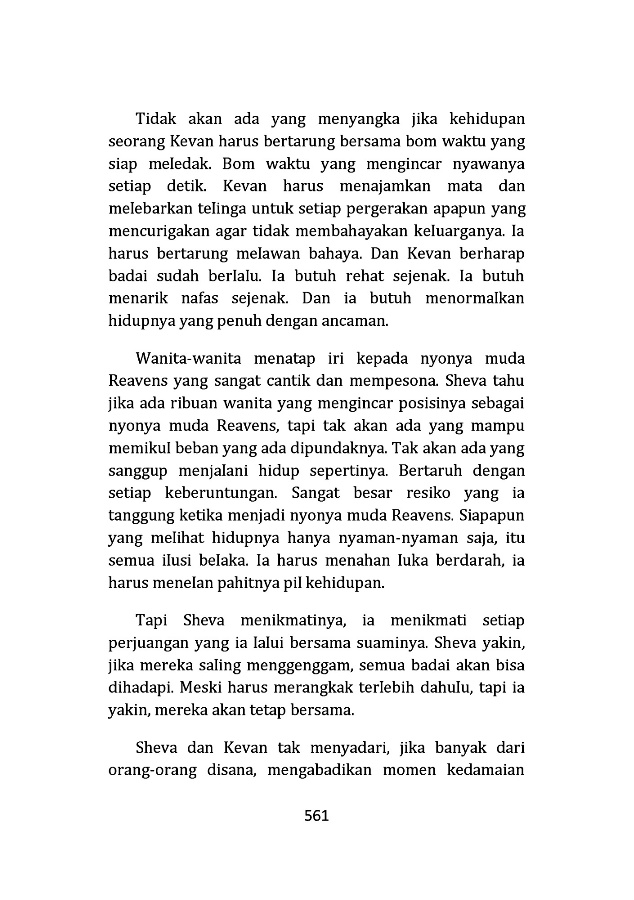 Tidak akan ada yang menyangka jika kehidupan
seorang Kevan harus bertarung bersama bom waktu yang
siap meledak. Bom waktu yang mengincar nyawanya
setiap detik. Kevan harus menajamkan mata dan
melebarkan telinga untuk setiap pergerakan apapun yang
mencurigakan agar tidak membahayakan keluarganya. Ia
harus bertarung melawan bahaya. Dan Kevan berharap
badai sudah berlalu. Ia butuh rehat sejenak. Ia butuh
menarik nafas sejenak. Dan ia butuh menormalkan
hidupnya yang penuh dengan ancaman.
Wanita-wanita menatap iri kepada nyonya muda
Reavens yang sangat cantik dan mempesona. Sheva tahu
jika ada ribuan wanita yang mengincar posisinya sebagai
nyonya muda Reavens, tapi tak akan ada yang mampu
memikul beban yang ada dipundaknya. Tak akan ada yang
sanggup menjalani hidup sepertinya. Bertaruh dengan
setiap keberuntungan. Sangat besar resiko yang ia
tanggung ketika menjadi nyonya muda Reavens. Siapapun
yang melihat hidupnya hanya nyaman-nyaman saja, itu
semua ilusi belaka. Ia harus menahan luka berdarah, ia
harus menelan pahitnya pil kehidupan.
Tapi Sheva menikmatinya, ia menikmati setiap
perjuangan yang ia lalui bersama suaminya. Sheva yakin,
jika mereka saling menggenggam, semua badai akan bisa
dihadapi. Meski harus merangkak terlebih dahulu, tapi ia
yakin, mereka akan tetap bersama.
Sheva dan Kevan tak menyadari, jika banyak dari
orang-orang disana, mengabadikan momen kedamaian
561